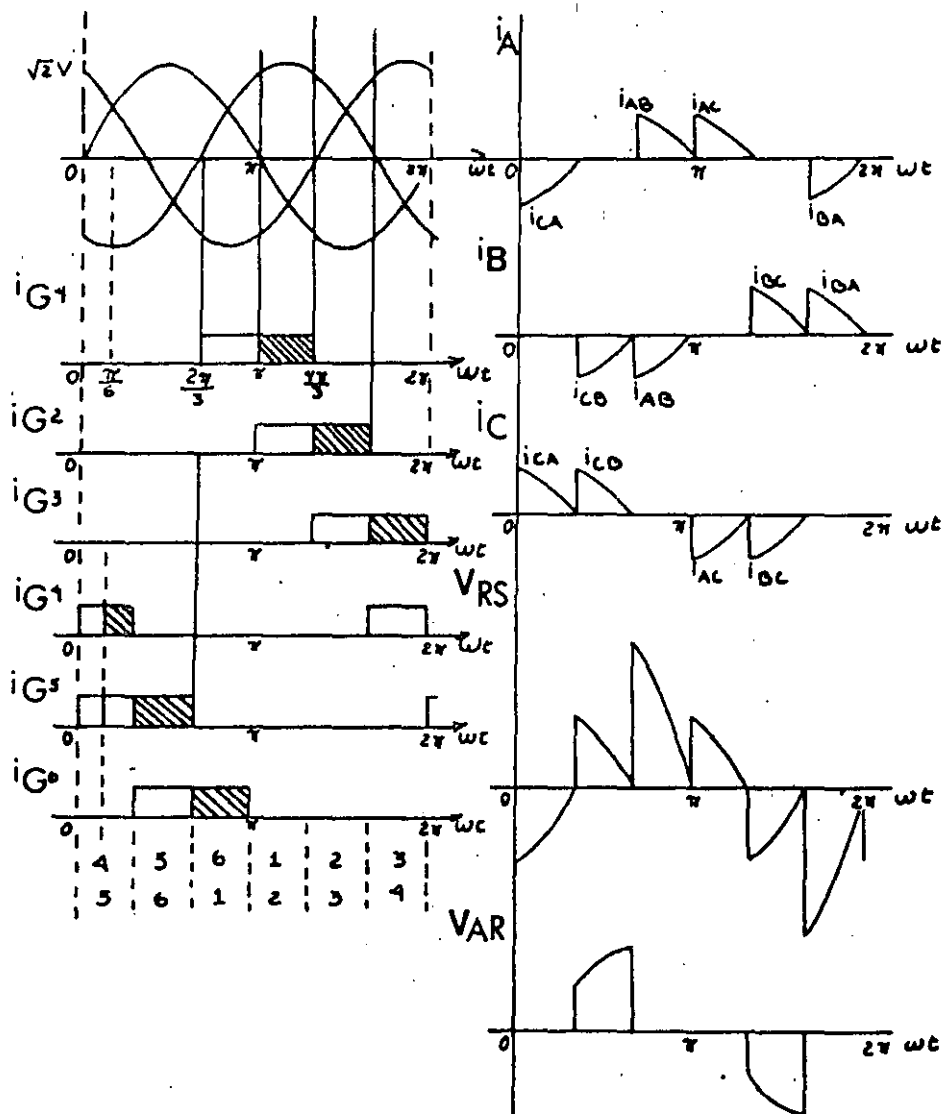 iA
√2 V
iAB
iAC
0
π
2π
ωt
0
π
2π ωt
iCA
iBA
iB
iBC
iBA
iG1
0
π
2π ωt
iCB
iAB
0
π/6
2π/3
π
4π/3
2π
ωt
iC
iCA
iCB
iG2
0
π
2π ωt
0
π
2π ωt
iG3
iAC
iBC
0
π
2π ωt
VRS
iG4
0
π
2π ωt
iG5
0
π
2π ωt
0
π
2π ωt
iG6
0
π
2π ωt
4 5 6 1 2 3
5 6 1 2 3 4
VAR
0
π
2π ωt